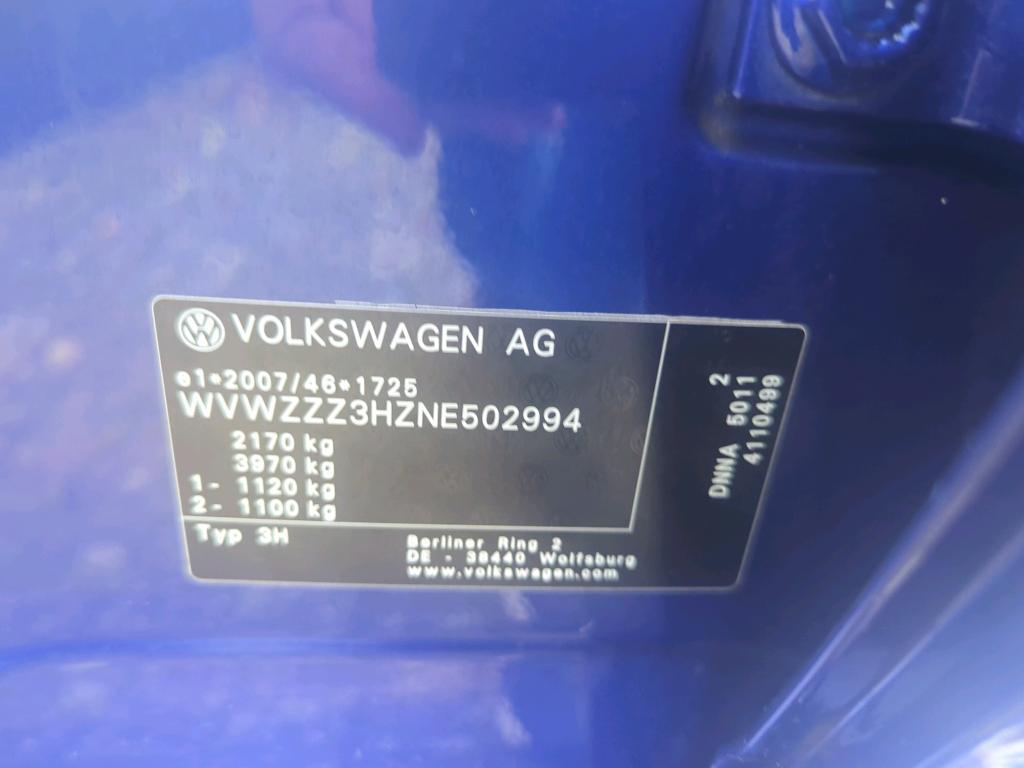 VOLKSWAGEN AG
e1*2007/46*1725
WVWZZZ3HZNE502994
2170 kg
3970 kg
1- 1120 kg
2- 1100 kg
Typ 3H
Berliner Ring 2
DE - 38440 Wolfsburg
www.volkswagen.com
DNNA 5011 2
4110499